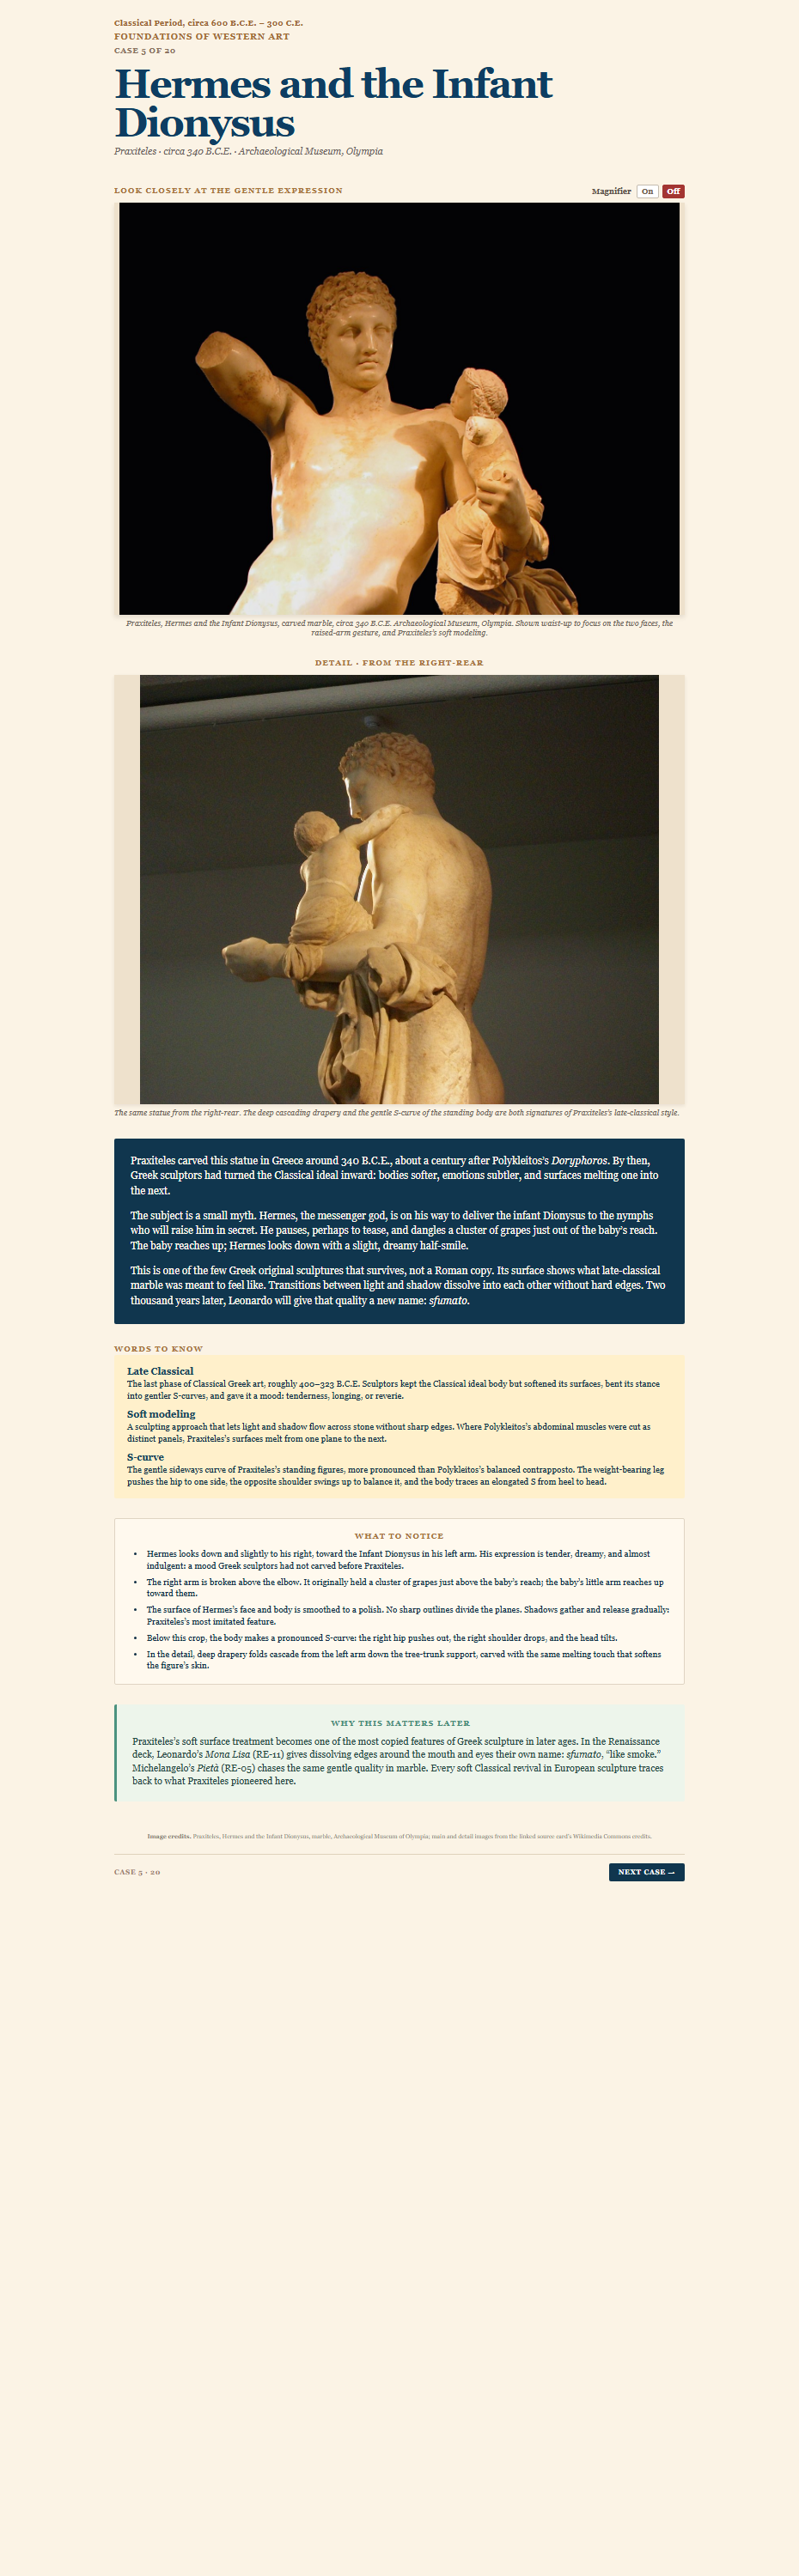 Classical Period, circa 600 B.C.E. – 300 C.E.
FOUNDATIONS OF WESTERN ART
CASE 5 OF 20
Hermes and the Infant
Dionysus
Praxiteles · circa 340 B.C.E. · Archaeological Museum, Olympia
LOOK CLOSELY AT THE GENTLE EXPRESSION
Magnifier On Off
Praxiteles, Hermes and the Infant Dionysus, carved marble, circa 340 B.C.E. Archaeological Museum, Olympia. Shown waist-up to focus on the two faces, the
raised-arm gesture, and Praxiteles's soft modeling.
DETAIL · FROM THE RIGHT-REAR
The same statue from the right-rear. The deep cascading drapery and the gentle S-curve of the standing body are both signatures of Praxiteles's late-classical style.
Praxiteles carved this statue in Greece around 340 B.C.E., about a century after Polykleitos's Doryphoros. By then,
Greek sculptors had turned the Classical ideal inward: bodies softer, emotions subtler, and surfaces melting one into
the next.
The subject is a small myth. Hermes, the messenger god, is on his way to deliver the infant Dionysus to the nymphs
who will raise him in secret. He pauses, perhaps to tease, and dangles a cluster of grapes just out of the baby's reach.
The baby reaches up; Hermes looks down with a slight, dreamy half-smile.
This is one of the few Greek original sculptures that survives, not a Roman copy. Its surface shows what late-classical
marble was meant to feel like. Transitions between light and shadow dissolve into each other without hard edges. Two
thousand years later, Leonardo will give that quality a new name: sfumato.
WORDS TO KNOW
Late Classical
The last phase of Classical Greek art, roughly 400–323 B.C.E. Sculptors kept the Classical ideal body but softened its surfaces, bent its stance
into gentler S-curves, and gave it a mood: tenderness, longing, or reverie.
Soft modeling
A sculpting approach that lets light and shadow flow across stone without sharp edges. Where Polykleitos's abdominal muscles were cut as
distinct panels, Praxiteles's surfaces melt from one plane to the next.
S-curve
The gentle sideways curve of Praxiteles's standing figures, more pronounced than Polykleitos's balanced contrapposto. The weight-bearing leg
pushes the hip to one side, the opposite shoulder swings up to balance it, and the body traces an elongated S from heel to head.
WHAT TO NOTICE
• Hermes looks down and slightly to his right, toward the Infant Dionysus in his left arm. His expression is tender, dreamy, and almost
indulgent: a mood Greek sculptors had not carved before Praxiteles.
• The right arm is broken above the elbow. It originally held a cluster of grapes just above the baby's reach; the baby's little arm reaches up
toward them.
• The surface of Hermes's face and body is smoothed to a polish. No sharp outlines divide the planes. Shadows gather and release gradually:
Praxiteles's most imitated feature.
• Below this crop, the body makes a pronounced S-curve: the right hip pushes out, the right shoulder drops, and the head tilts.
• In the detail, deep drapery folds cascade from the left arm down the tree-trunk support, carved with the same melting touch that softens
the figure's skin.
WHY THIS MATTERS LATER
Praxiteles's soft surface treatment becomes one of the most copied features of Greek sculpture in later ages. In the Renaissance
deck, Leonardo's Mona Lisa (RE-11) gives dissolving edges around the mouth and eyes their own name: sfumato, “like smoke.”
Michelangelo's Pietà (RE-05) chases the same gentle quality in marble. Every soft Classical revival in European sculpture traces
back to what Praxiteles pioneered here.
Image credits. Praxiteles, Hermes and the Infant Dionysus, marble, Archaeological Museum of Olympia; main and detail images from the linked source card's Wikimedia Commons credits.
CASE 5 · 20
NEXT CASE →